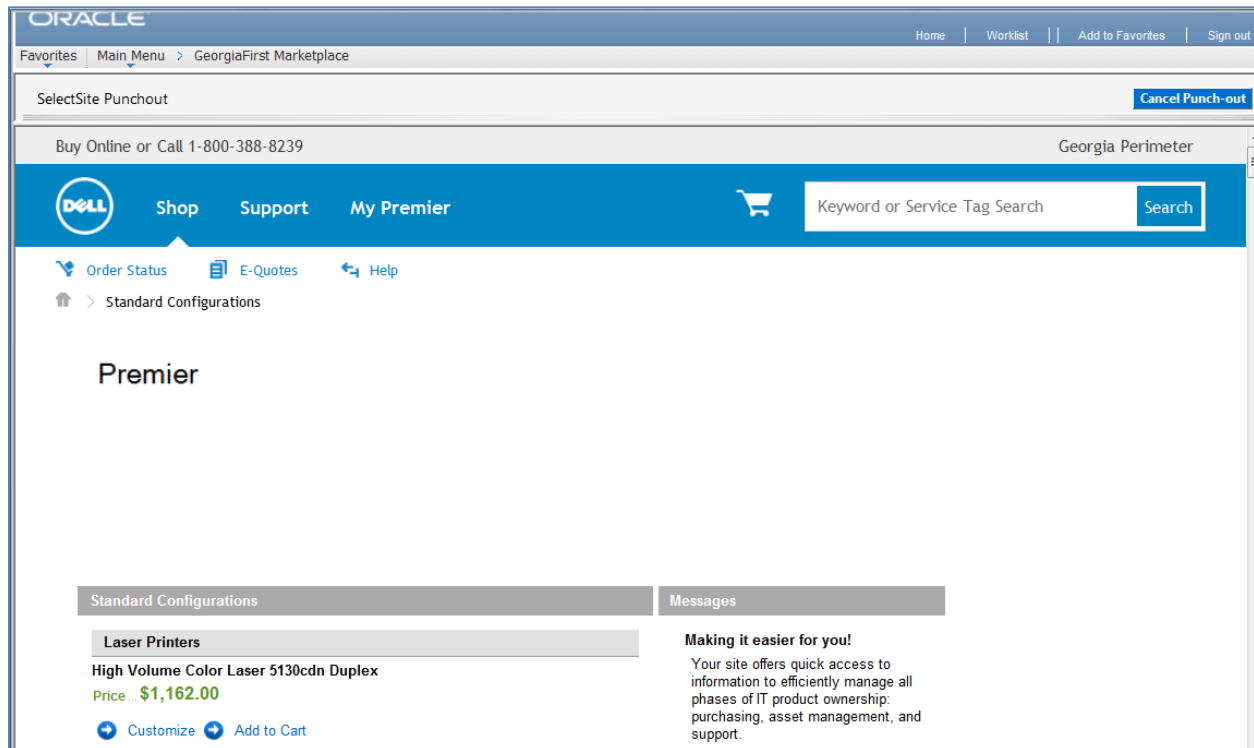 ORACLE
Home | Worklist | | Add to Favorites | Sign out
Favorites | Main Menu > GeorgiaFirst Marketplace
SelectSite Punchout
Cancel Punch-out
Buy Online or Call 1-800-388-8239
Georgia Perimeter
DELL
Shop
Support
My Premier
Keyword or Service Tag Search
Search
Order Status
E-Quotes
Help
> Standard Configurations
Premier
Standard Configurations
Laser Printers
High Volume Color Laser 5130cdn Duplex
Price ... $1,162.00
Customize
Add to Cart
Messages
Making it easier for you!
Your site offers quick access to
information to efficiently manage all
phases of IT product ownership:
purchasing, asset management, and
support.